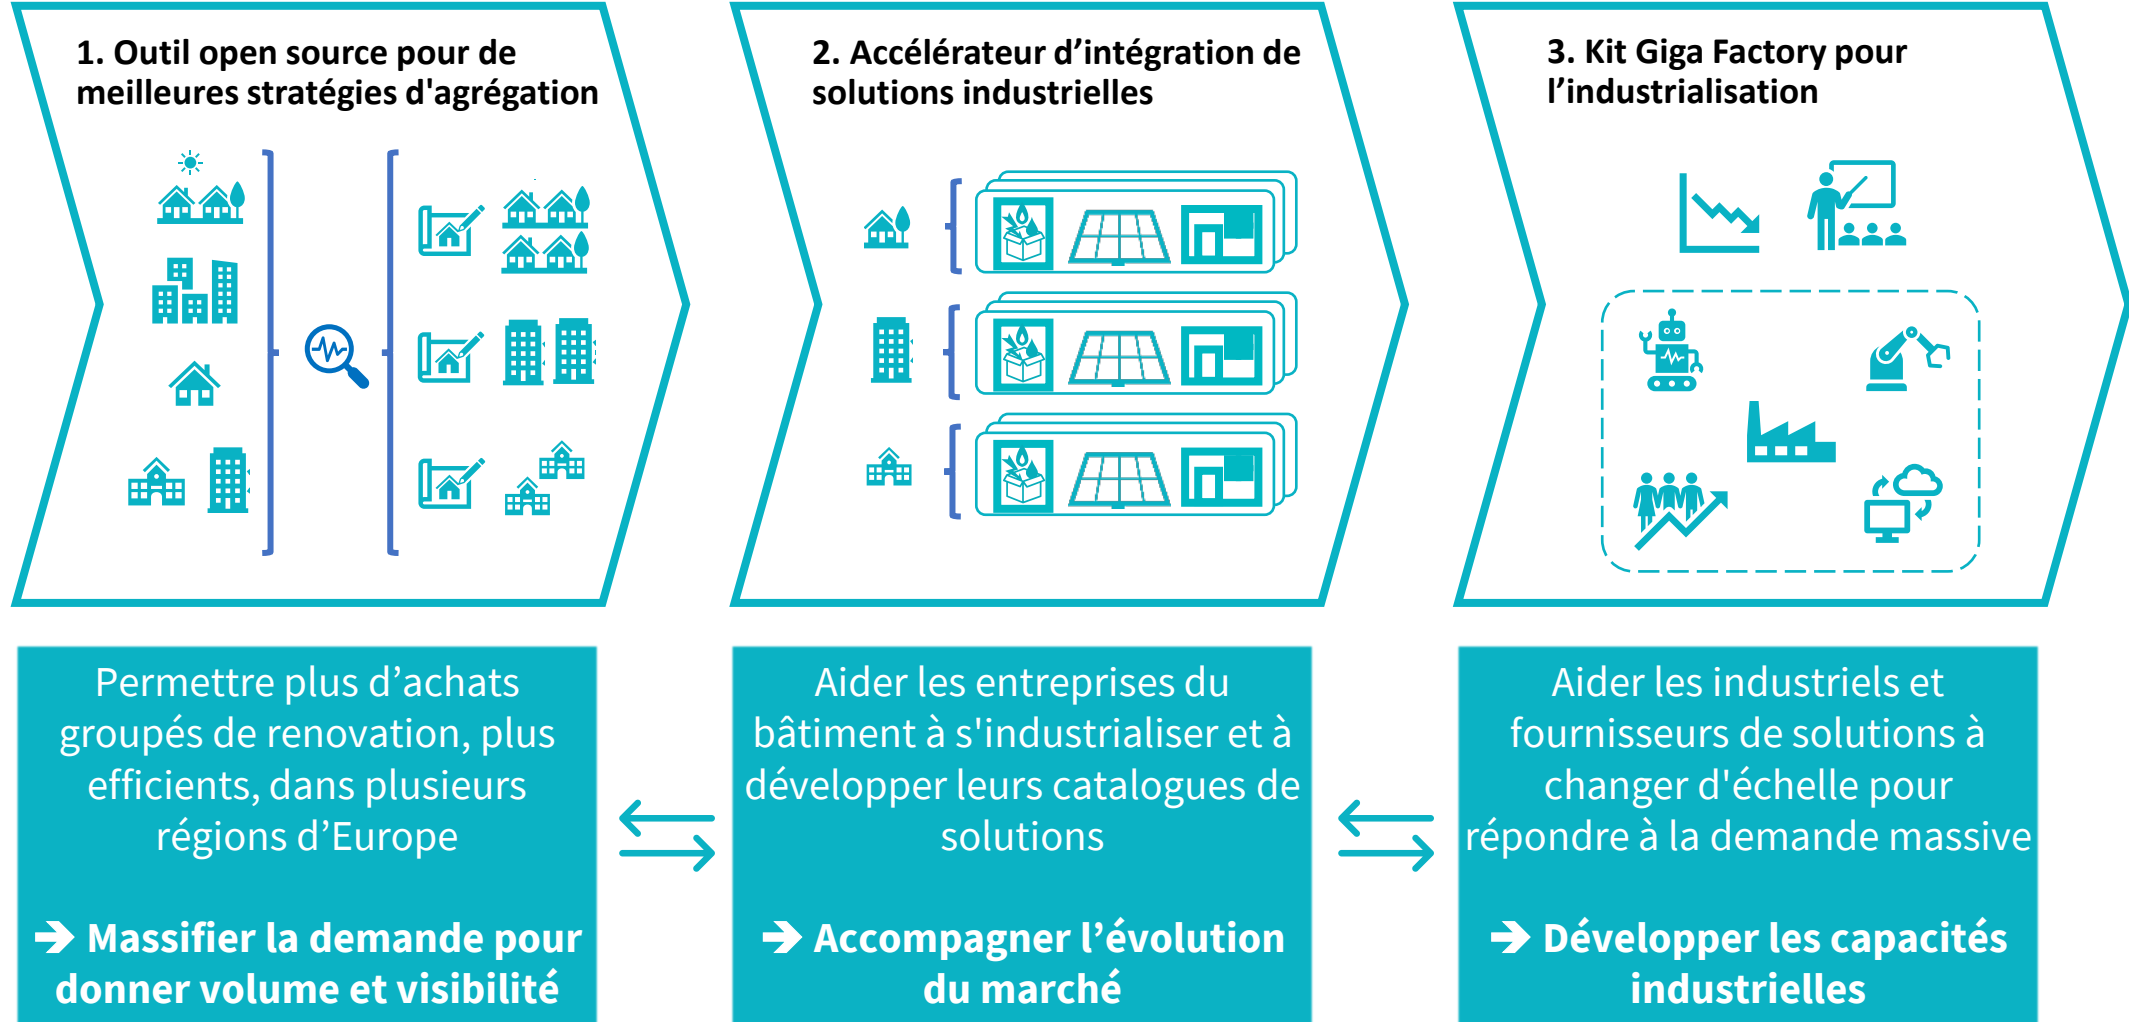 1. Outil open source pour de
meilleures stratégies d'agrégation
2. Accélérateur d’intégration de
solutions industrielles
3. Kit Giga Factory pour
l’industrialisation
Permettre plus d’achats
groupés de renovation, plus
efficients, dans plusieurs
régions d’Europe
➔ Massifier la demande pour
donner volume et visibilité
Aider les entreprises du
bâtiment à s'industrialiser et à
développer leurs catalogues de
solutions
➔ Accompagner l’évolution
du marché
Aider les industriels et
fournisseurs de solutions à
changer d'échelle pour
répondre à la demande massive
➔ Développer les capacités
industrielles